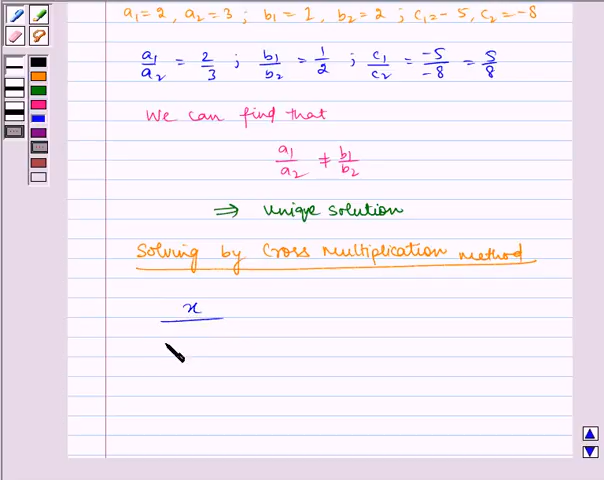 a₁=2, a₂=3; b₁=1, b₂=2; c₁=-5, c₂=-8
a₁/a₂ = 2/3 ; b₁/b₂ = 1/2 ; c₁/c₂ = -5/-8 = 5/8
We can find that
a₁/a₂ ≠ b₁/b₂
⇒ unique solution
Solving by Cross Multiplication method
x